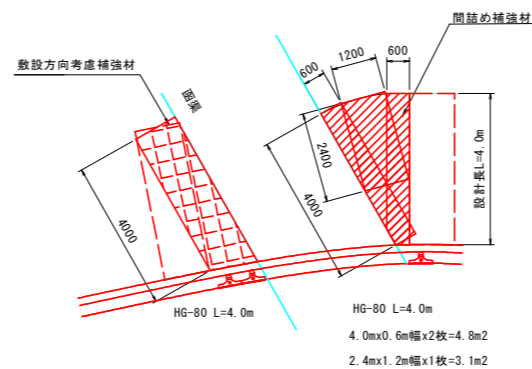 敷設方向考慮補強材
函渠
4000
HG-80 L=4.0m
間詰め補強材
600
1200
600
2400
4000
設計長L=4.0m
HG-80 L=4.0m
4.0mx0.6m幅x2枚=4.8m2
2.4mx1.2m幅x1枚=3.1m2